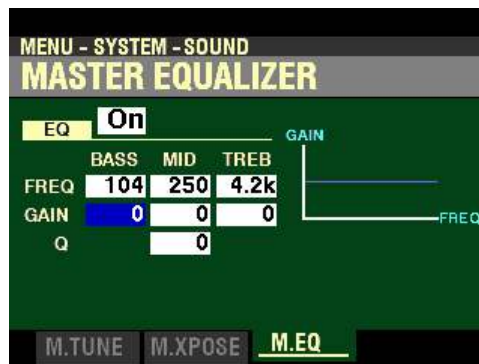 MENU - SYSTEM - SOUND
MASTER EQUALIZER
EQ On
GAIN
BASS MID TREB
FREQ 104 250 4.2k
GAIN 0 0 0
FREQ
Q 0
M.TUNE M.XPOSE M.EQ